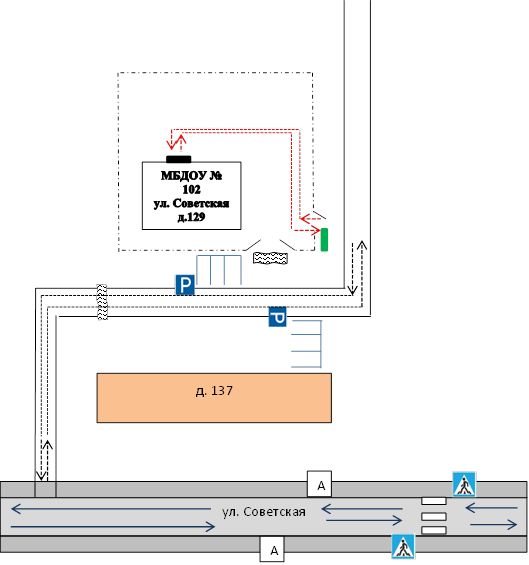 МБДОУ №
102
ул. Советская
д.129
P
P
д. 137
А
ул. Советская
А